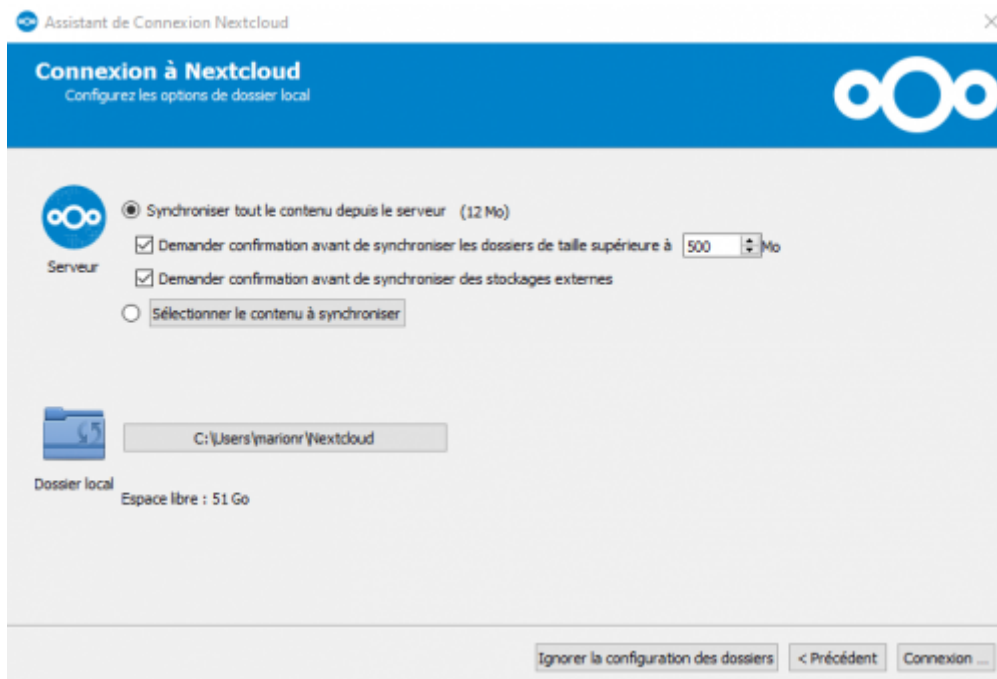 Assistant de Connexion Nextcloud
Connexion à Nextcloud
Configurez les options de dossier local
Synchroniser tout le contenu depuis le serveur (12 Mo)
Demander confirmation avant de synchroniser les dossiers de taille supérieure à 500 Mo
Serveur
Demander confirmation avant de synchroniser des stockages externes
Sélectionner le contenu à synchroniser
C:\Users\marionr\Nextcloud
Dossier local
Espace libre : 51 Go
Ignorer la configuration des dossiers < Précédent Connexion ...